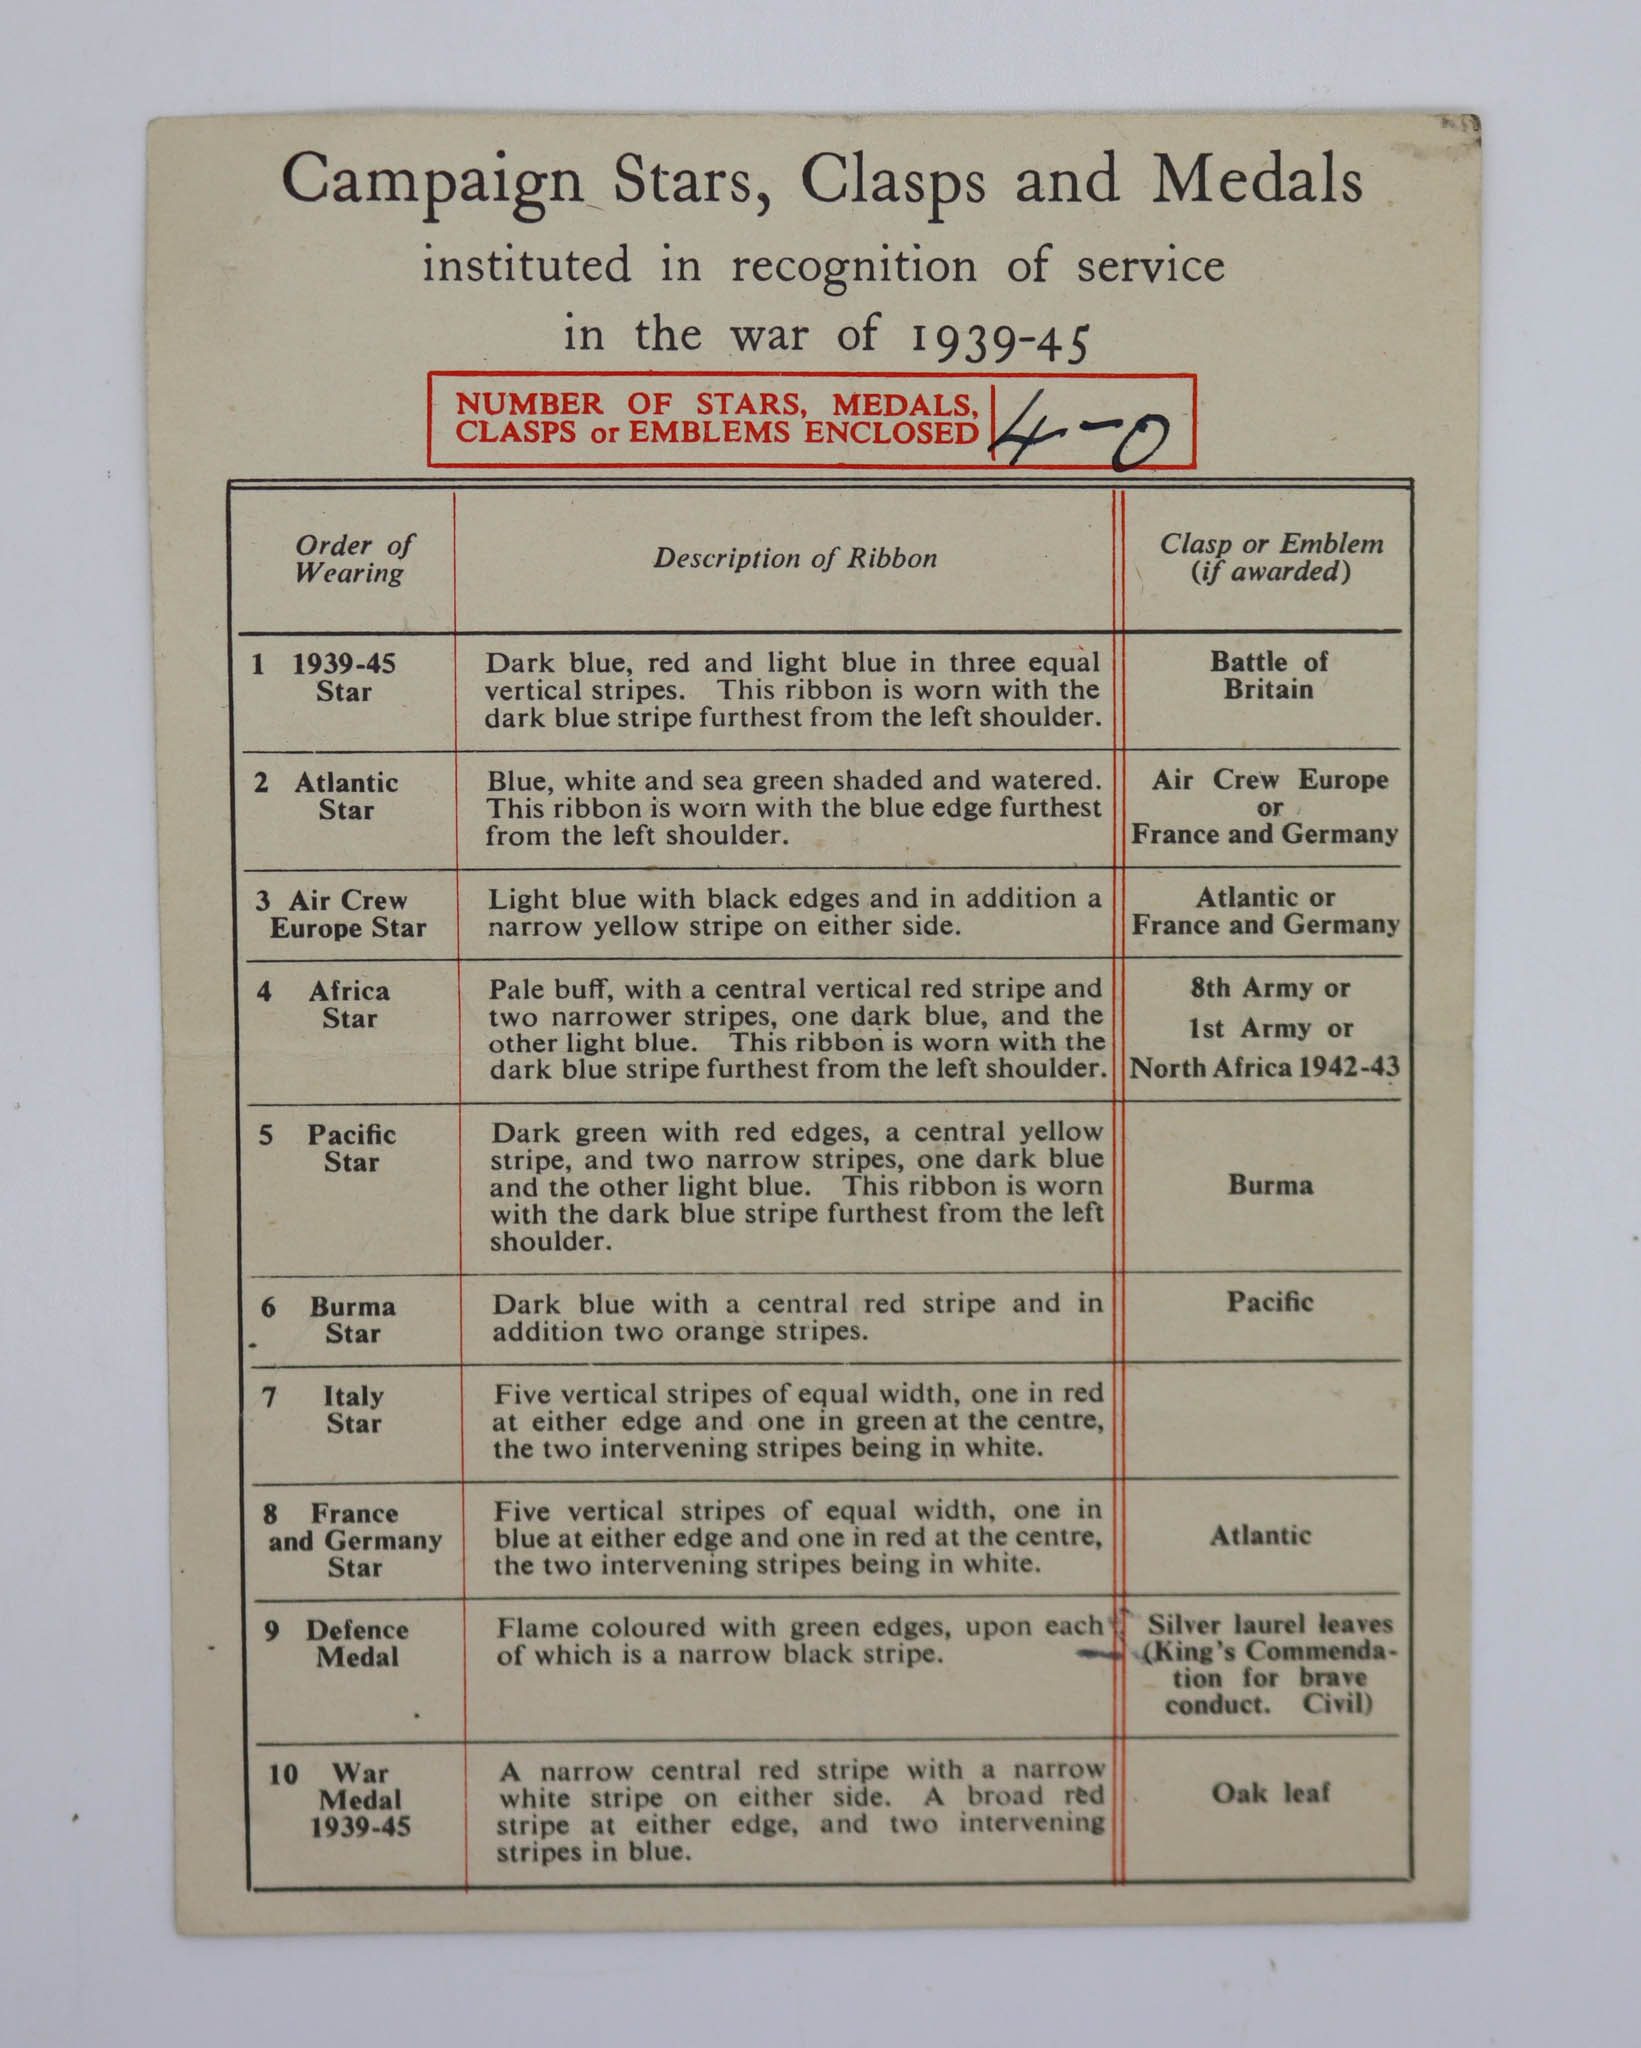 Campaign Stars, Clasps and Medals
instituted in recognition of service
in the war of 1939-45
NUMBER OF STARS, MEDALS,
CLASPS or EMBLEMS ENCLOSED
4-0
Order of
Wearing
Description of Ribbon
Clasp or Emblem
(if awarded)
1 1939-45
Star
Dark blue, red and light blue in three equal
vertical stripes. This ribbon is worn with the
dark blue stripe furthest from the left shoulder.
Battle of
Britain
2 Atlantic
Star
Blue, white and sea green shaded and watered.
This ribbon is worn with the blue edge furthest
from the left shoulder.
Air Crew Europe
or
France and Germany
3 Air Crew
Europe Star
Light blue with black edges and in addition a
narrow yellow stripe on either side.
Atlantic or
France and Germany
4 Africa
Star
Pale buff, with a central vertical red stripe and
two narrower stripes, one dark blue, and the
other light blue. This ribbon is worn with the
dark blue stripe furthest from the left shoulder.
8th Army or
1st Army or
North Africa 1942-43
5 Pacific
Star
Dark green with red edges, a central yellow
stripe, and two narrow stripes, one dark blue
and the other light blue. This ribbon is worn
with the dark blue stripe furthest from the left
shoulder.
Burma
6 Burma
Star
Dark blue with a central red stripe and in
addition two orange stripes.
Pacific
7 Italy
Star
Five vertical stripes of equal width, one in red
at either edge and one in green at the centre,
the two intervening stripes being in white.
8 France
and Germany
Star
Five vertical stripes of equal width, one in
blue at either edge and one in red at the centre,
the two intervening stripes being in white.
Atlantic
9 Defence
Medal
Flame coloured with green edges, upon each
of which is a narrow black stripe.
Silver laurel leaves
(King's Commenda-
tion for brave
conduct. Civil)
10 War
Medal
1939-45
A narrow central red stripe with a narrow
white stripe on either side. A broad red
stripe at either edge, and two intervening
stripes in blue.
Oak leaf